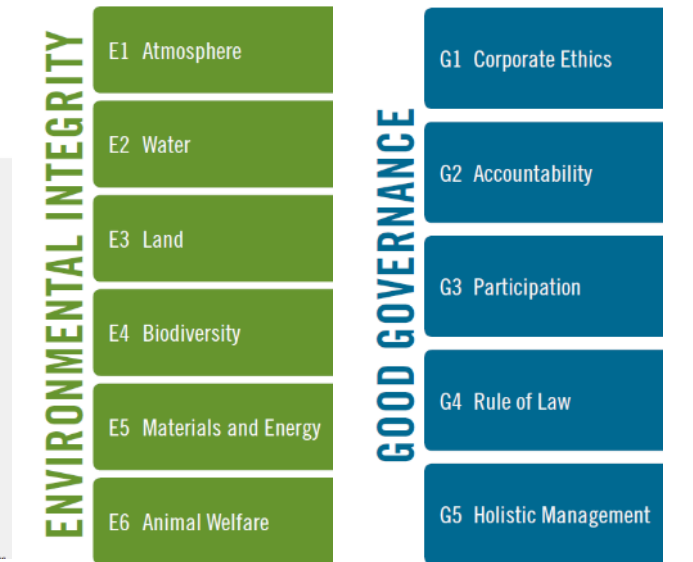 ENVIRONMENTAL INTEGRITY
E1 Atmosphere
E2 Water
E3 Land
E4 Biodiversity
E5 Materials and Energy
E6 Animal Welfare
GOOD GOVERNANCE
G1 Corporate Ethics
G2 Accountability
G3 Participation
G4 Rule of Law
G5 Holistic Management